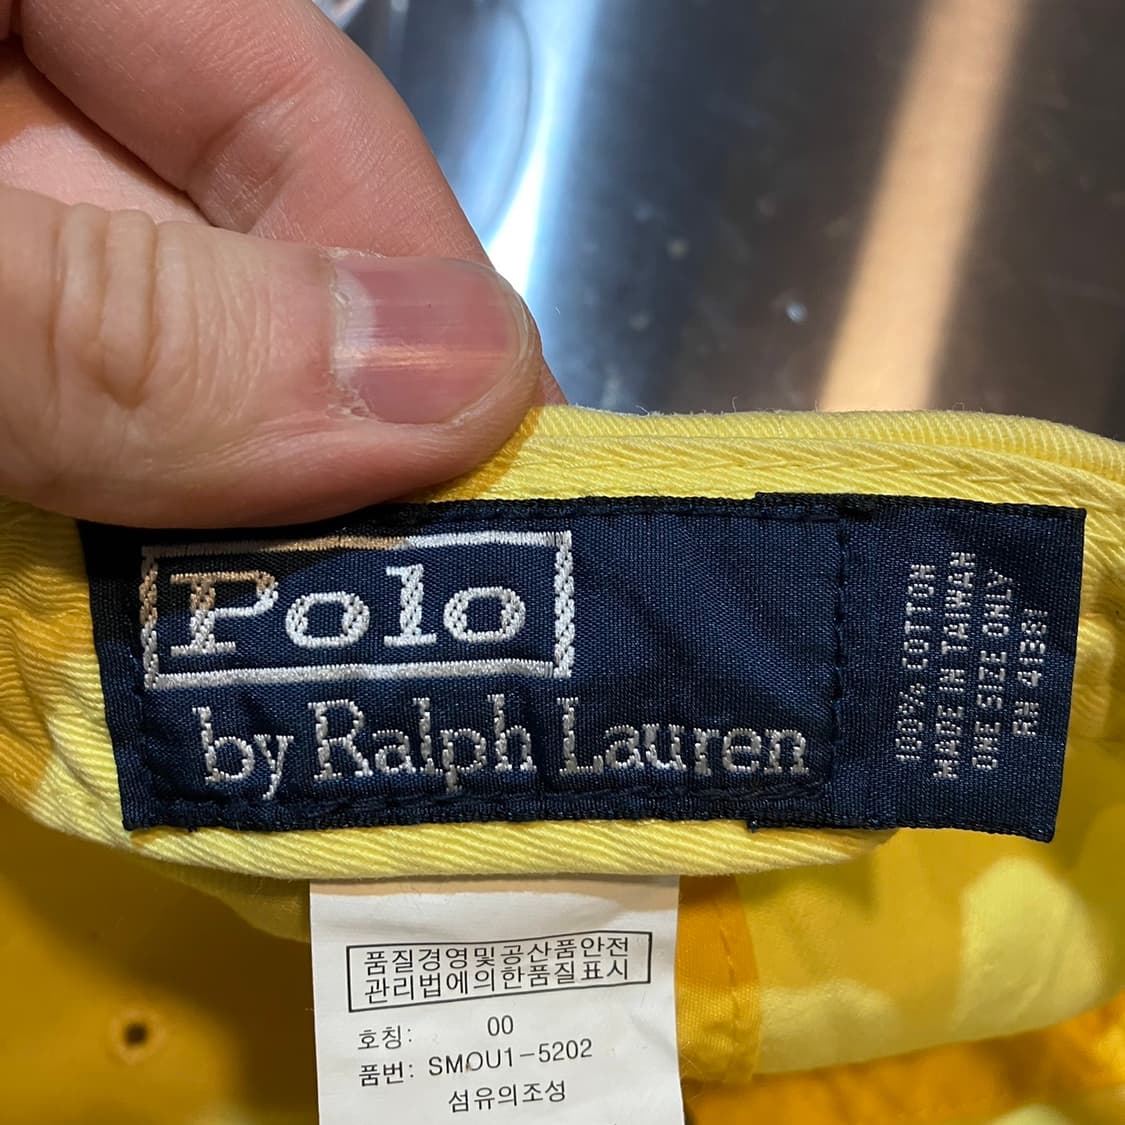 Polo
by Ralph Lauren
100% COTTON
MADE IN TAIWAN
ONE SIZE ONLY
RN 41381
품질경영및공산품안전
관리법에의한품질표시
호칭: 00
품번: SMOU1-5202
섬유의조성